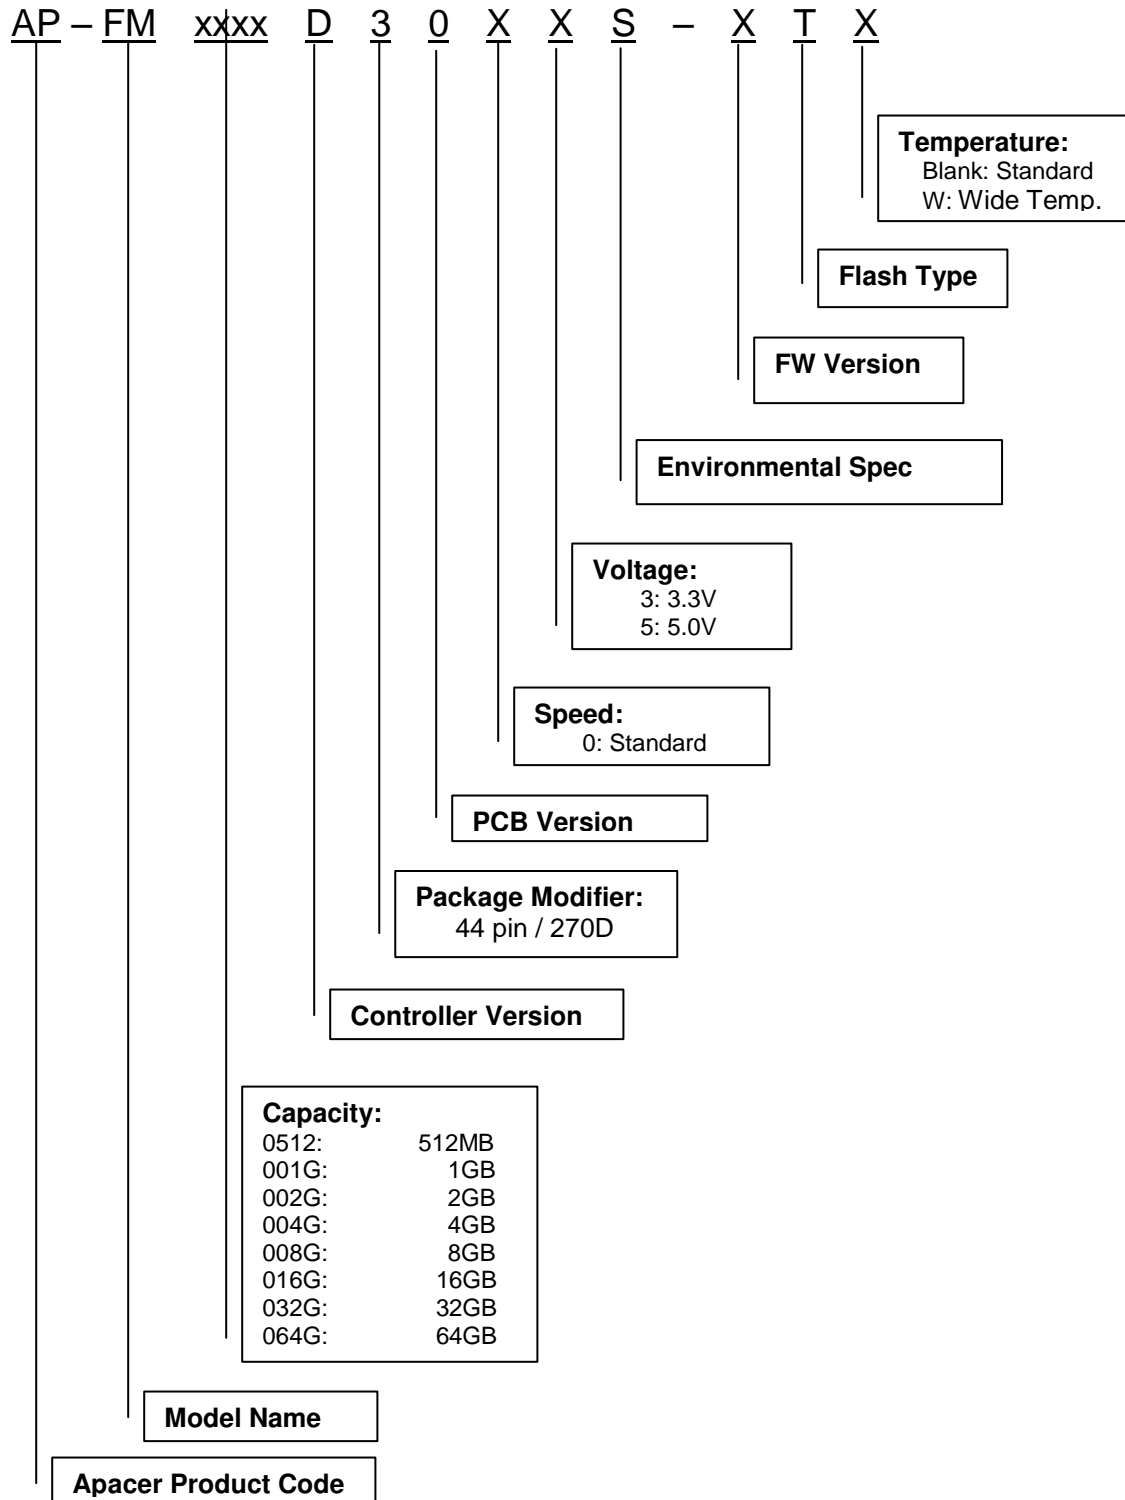 AP – FM xxxx D 3 0 X X S – X T X
Temperature:
Blank: Standard
W: Wide Temp.
Flash Type
FW Version
Environmental Spec
Voltage:
3: 3.3V
5: 5.0V
Speed:
0: Standard
PCB Version
Package Modifier:
44 pin / 270D
Controller Version
Capacity:
0512: 512MB
001G: 1GB
002G: 2GB
004G: 4GB
008G: 8GB
016G: 16GB
032G: 32GB
064G: 64GB
Model Name
Apacer Product Code